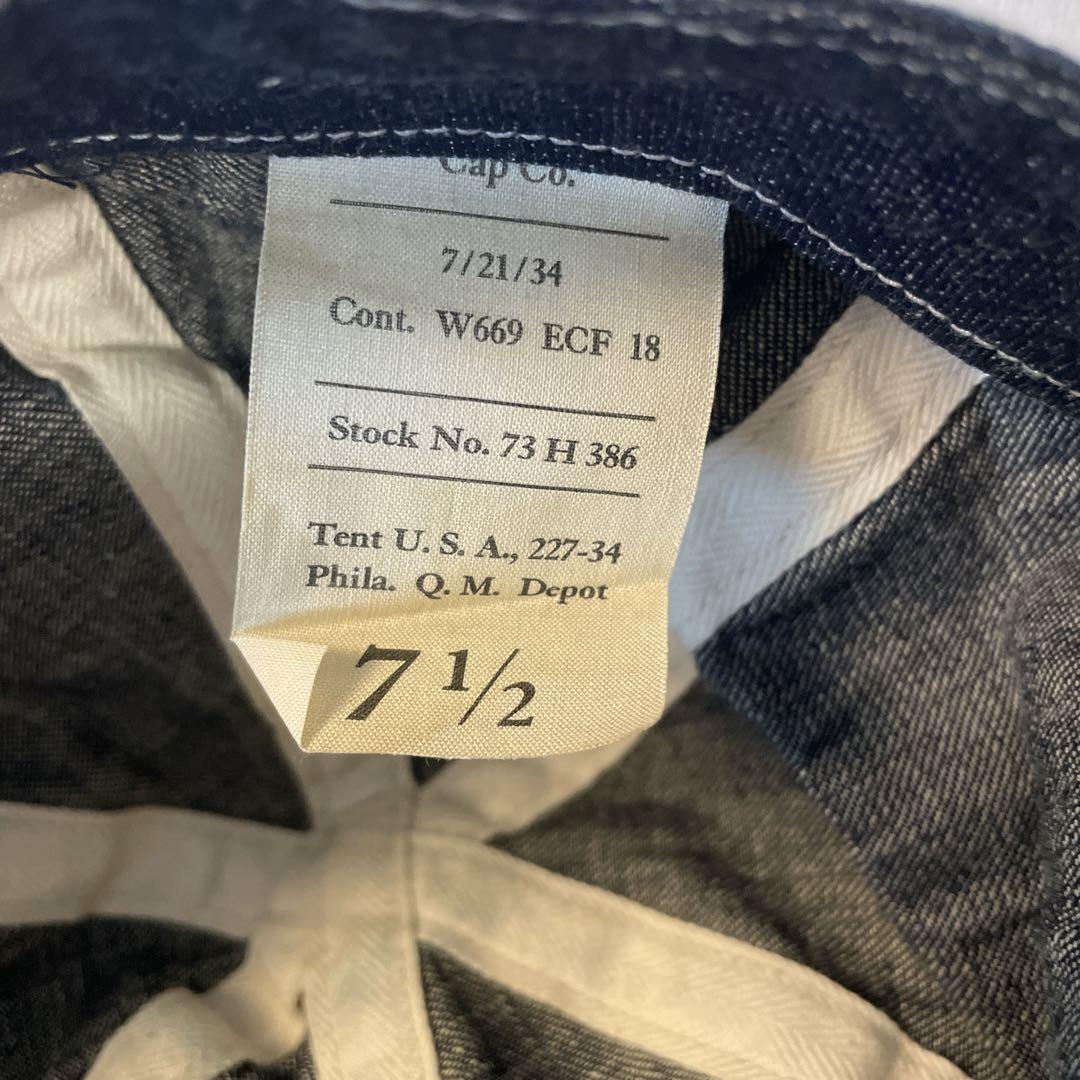 Cap Co.
7/21/34
Cont. W669 ECF 18
Stock No. 73 H 386
Tent U. S. A., 227-34
Phila. Q. M. Depot
7 1/2